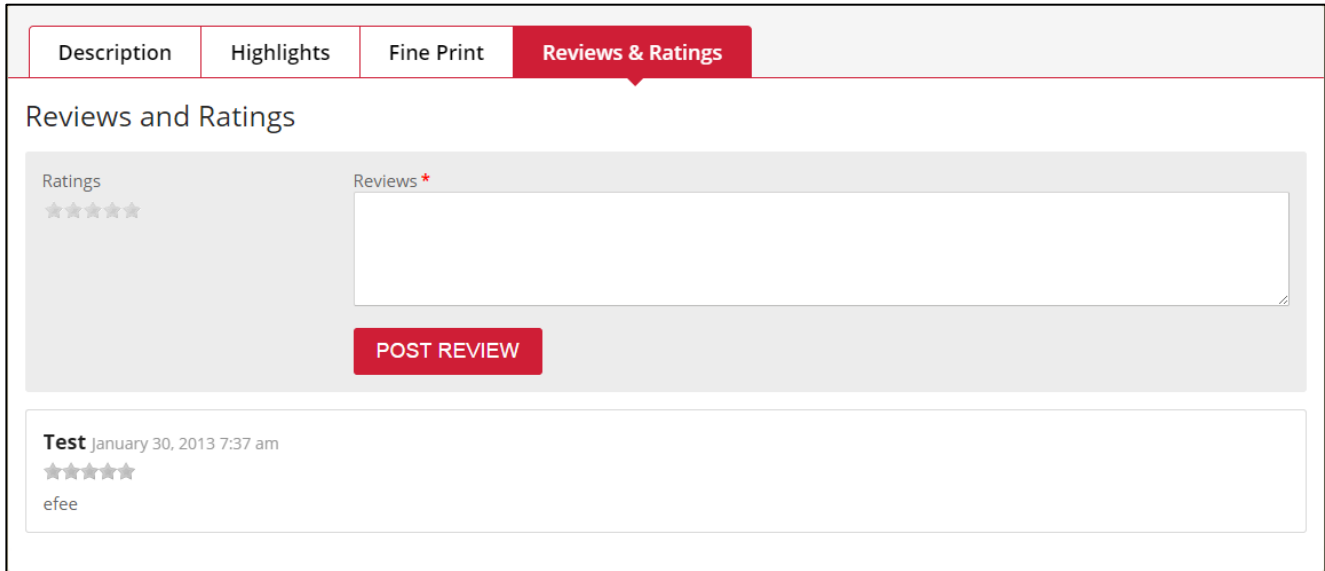 Description Highlights Fine Print Reviews & Ratings
Reviews and Ratings
Ratings Reviews *
POST REVIEW
Test January 30, 2013 7:37 am
efee